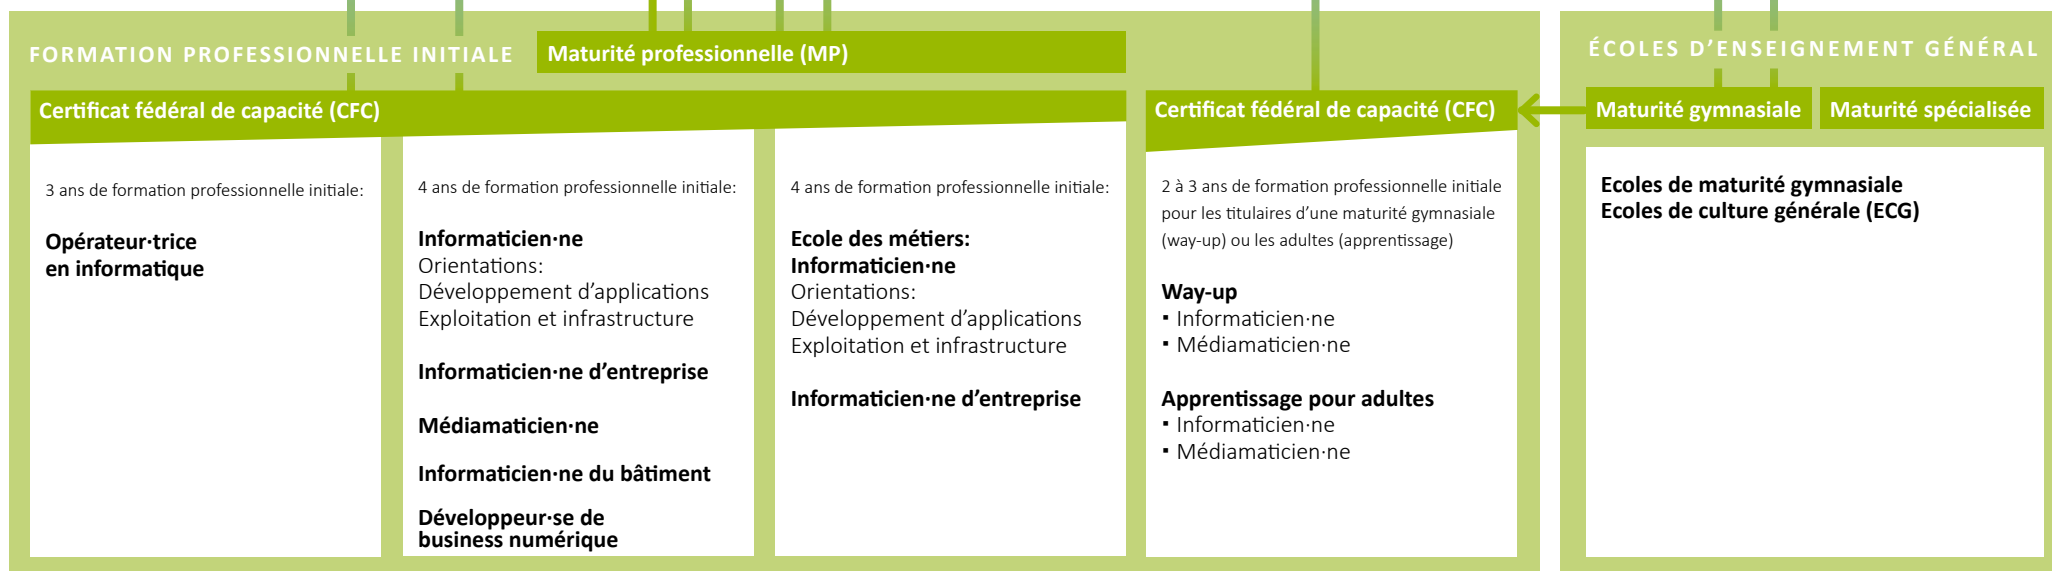 FORMATION PROFESSIONNELLE INITIALE
Maturité professionnelle (MP)
Certificat fédéral de capacité (CFC)
3 ans de formation professionnelle initiale:
Opérateur·trice
en informatique
4 ans de formation professionnelle initiale:
Informaticien·ne
Orientations:
Développement d’applications
Exploitation et infrastructure
Informaticien·ne d’entreprise
Médiamaticien·ne
Informaticien·ne du bâtiment
Développeur·se de
business numérique
4 ans de formation professionnelle initiale:
Ecole des métiers:
Informaticien·ne
Orientations:
Développement d’applications
Exploitation et infrastructure
Informaticien·ne d’entreprise
Certificat fédéral de capacité (CFC)
2 à 3 ans de formation professionnelle initiale
pour les titulaires d’une maturité gymnasiale
(way-up) ou les adultes (apprentissage)
Way-up
▪ Informaticien·ne
▪ Médiamaticien·ne
Apprentissage pour adultes
▪ Informaticien·ne
▪ Médiamaticien·ne
ÉCOLES D’ENSEIGNEMENT GÉNÉRAL
Maturité gymnasiale
Maturité spécialisée
Ecoles de maturité gymnasiale
Ecoles de culture générale (ECG)